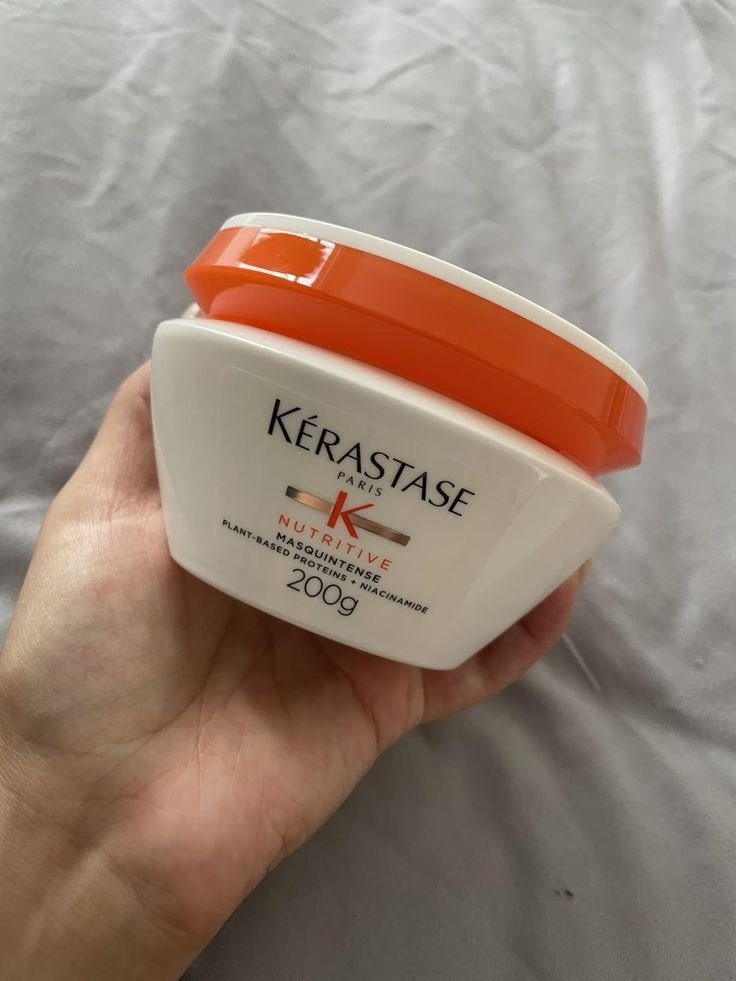 KÉRASTASE
PARIS
K
NUTRITIVE
MASQUINTENSE
PLANT-BASED PROTEINS + NIACINAMIDE
200g